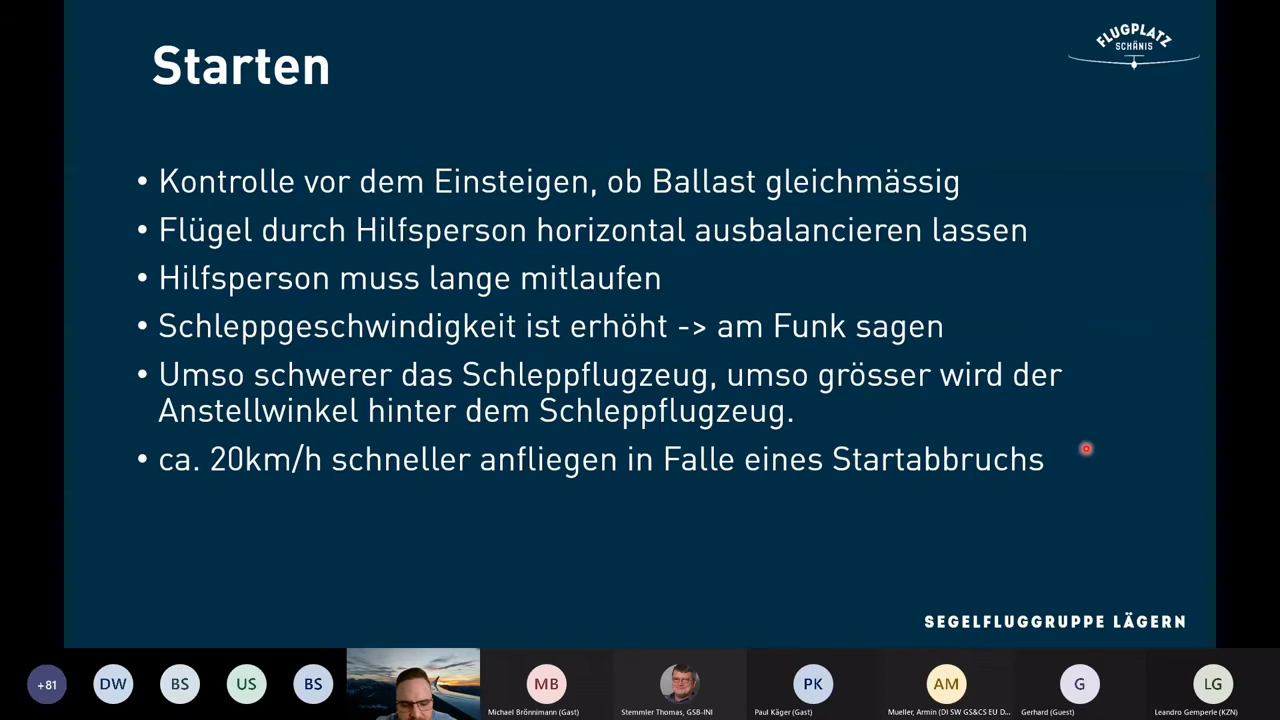 Starten
FLUGPLATZ
SCHÄNIS
• Kontrolle vor dem Einsteigen, ob Ballast gleichmässig
• Flügel durch Hilfsperson horizontal ausbalancieren lassen
• Hilfsperson muss lange mitlaufen
• Schleppgeschwindigkeit ist erhöht -> am Funk sagen
• Umso schwerer das Schleppflugzeug, umso grösser wird der
Anstellwinkel hinter dem Schleppflugzeug.
• ca. 20km/h schneller anfliegen in Falle eines Startabbruchs
SEGELFLUGGRUPPE LÄGERN
+81 DW BS US BS MB PK AM G LG
Michael Brönnimann (Gast) Stemmler Thomas, GSB-INI Paul Käger (Gast) Mueller, Armin (DI SW GS&CS EU D... Gerhard (Guest) Leandro Gemperle (KZN)